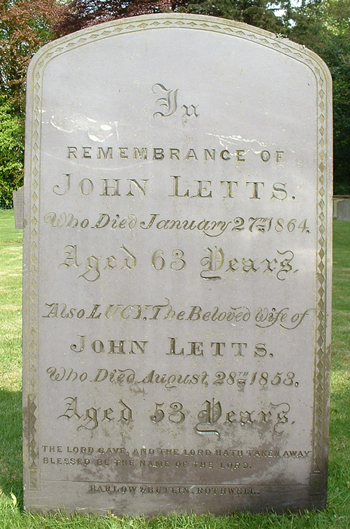 In
REMEMBRANCE OF
JOHN LETTS.
Who Died January 27TH 1864.
Aged 63 Years.
Also LUCY, The Beloved Wife of
JOHN LETTS.
Who Died August 28TH 1853.
Aged 53 Years.
THE LORD GAVE, AND THE LORD HATH TAKEN AWAY
BLESSED BE THE NAME OF THE LORD.
ROTHWELL.